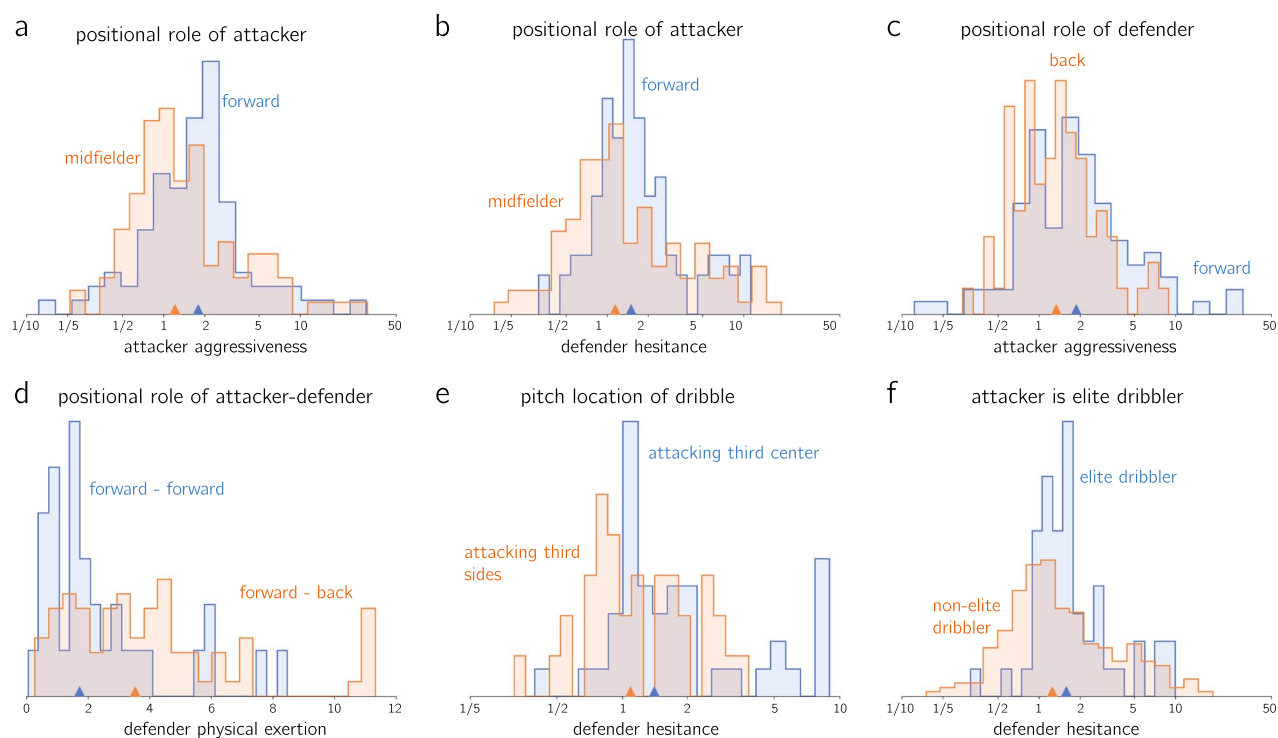 a
positional role of attacker
forward
midfielder
1/10 1/5 1/2 1 2 5 10 50
attacker aggressiveness
b
positional role of attacker
forward
midfielder
1/10 1/5 1/2 1 2 5 10 50
defender hesitance
c
positional role of defender
back
forward
1/10 1/5 1/2 1 2 5 10 50
attacker aggressiveness
d
positional role of attacker-defender
forward - forward
forward - back
0 2 4 6 8 10 12
defender physical exertion
e
pitch location of dribble
attacking third center
attacking third
sides
1/5 1/2 1 2 5 10
defender hesitance
f
attacker is elite dribbler
elite dribbler
non-elite
dribbler
1/10 1/5 1/2 1 2 5 10 50
defender hesitance